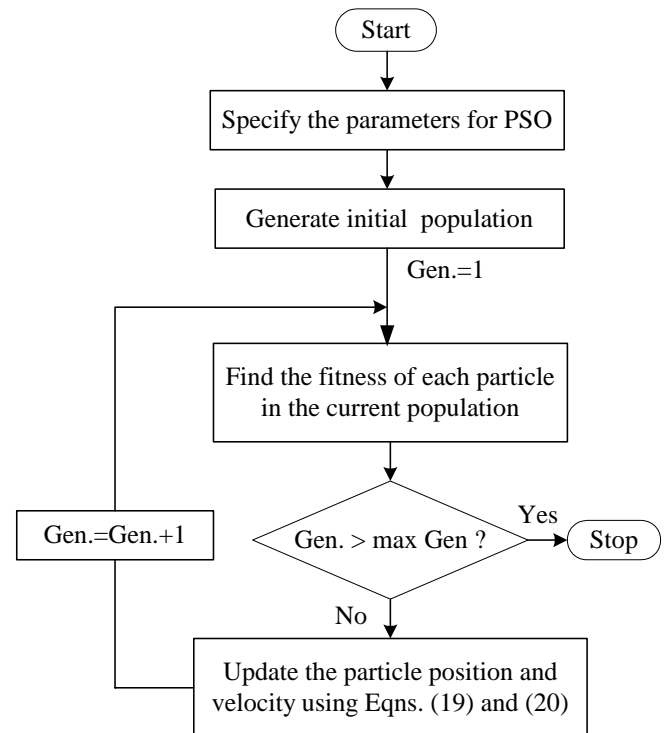 Start
Specify the parameters for PSO
Generate initial population
Gen.=1
Find the fitness of each particle
in the current population
Gen. > max Gen ?
Yes
Stop
Gen.=Gen.+1
No
Update the particle position and
velocity using Eqns. (19) and (20)